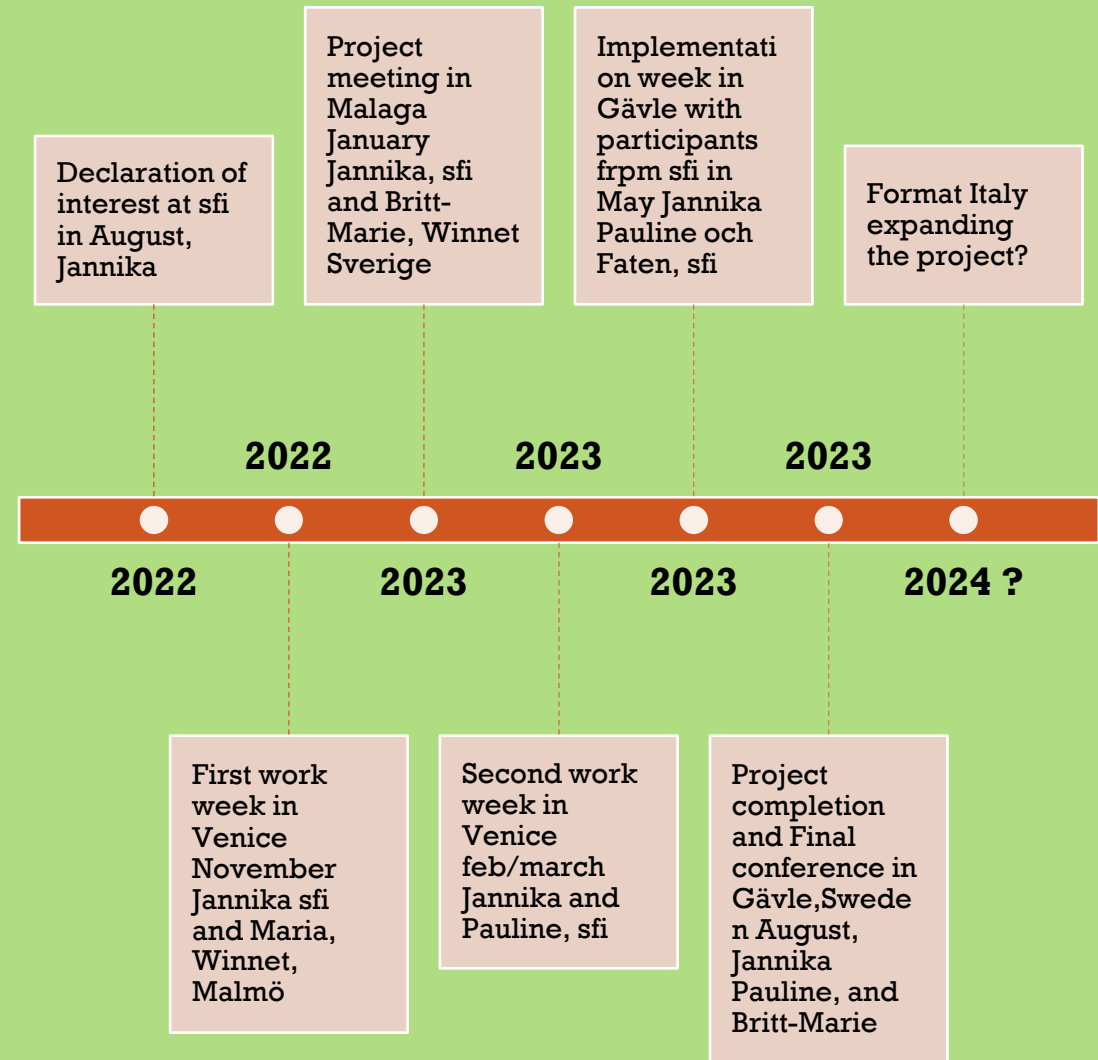 Declaration of
interest at sfi
in August,
Jannika
Project
meeting in
Malaga
January
Jannika, sfi
and Britt-
Marie, Winnet
Sverige
Implementati
on week in
Gävle with
participants
frpm sfi in
May Jannika
Pauline och
Faten, sfi
Format Italy
expanding
the project?
2022
2023
2023
2022
2023
2023
2024 ?
First work
week in
Venice
November
Jannika sfi
and Maria,
Winnet,
Malmö
Second work
week in
Venice
feb/march
Jannika and
Pauline, sfi
Project
completion
and Final
conference in
Gävle,Swede
n August,
Jannika
Pauline, and
Britt-Marie